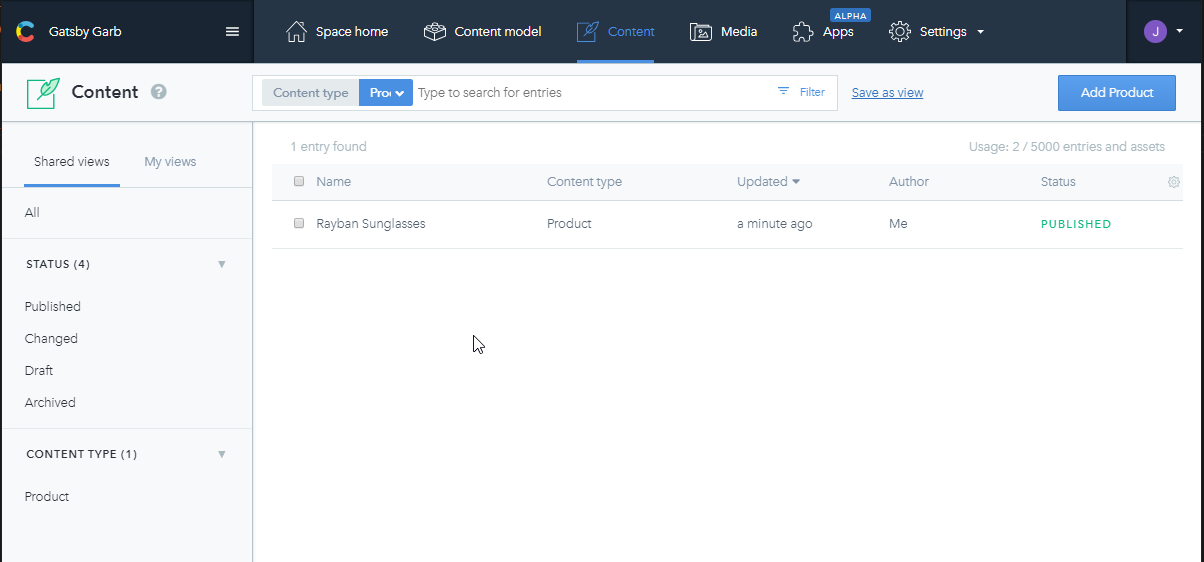 Gatsby Garb
Space home
Content model
Content
Media
ALPHA
Apps
Settings
J
Content ?
Content type
Type to search for entries
Filter
Save as view
Add Product
Shared views
My views
1 entry found
Usage: 2 / 5000 entries and assets
Name Content type Updated Author Status
Rayban Sunglasses Product a minute ago Me PUBLISHED
All
STATUS (4)
Published
Changed
Draft
Archived
CONTENT TYPE (1)
Product